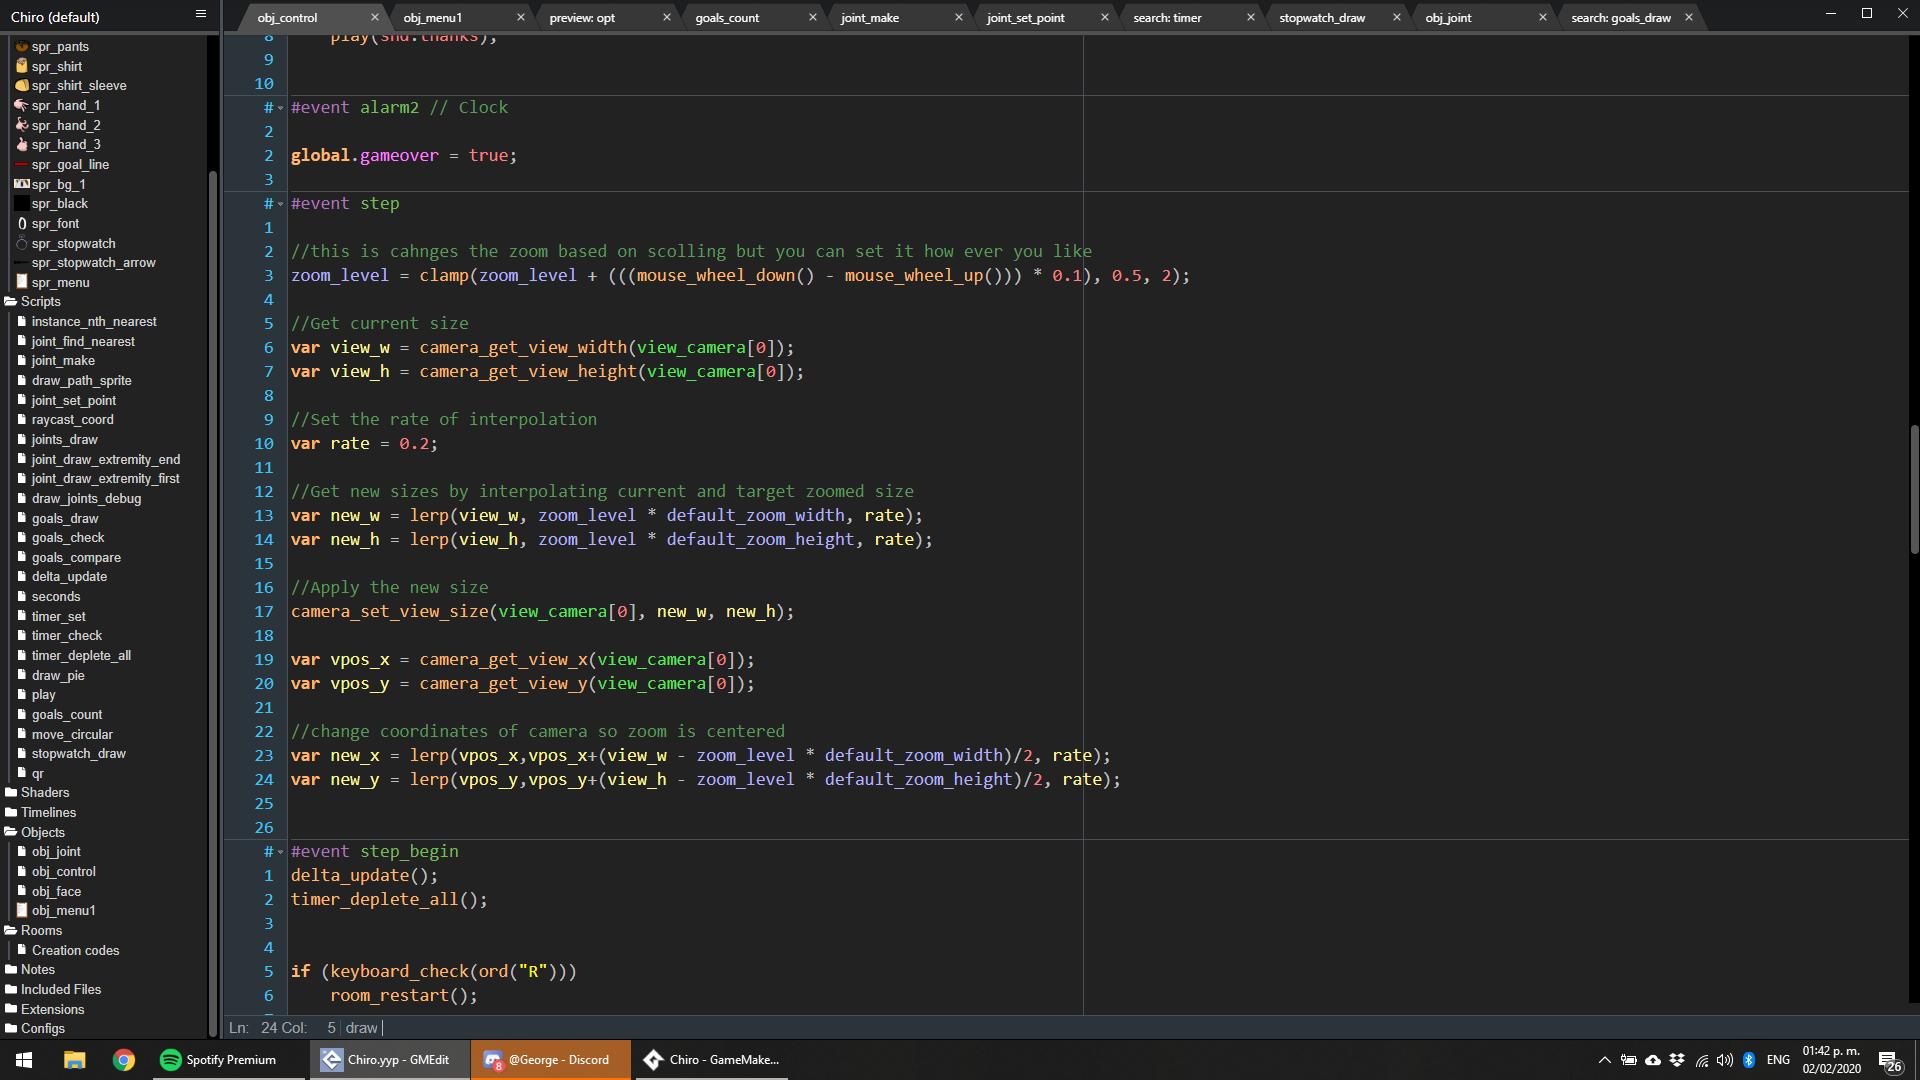 Chiro (default)
obj_control
obj_menu1
preview: opt
goals_count
joint_make
joint_set_point
search: timer
stopwatch_draw
obj_joint
search: goals_draw
spr_pants
spr_shirt
spr_shirt_sleeve
spr_hand_1
spr_hand_2
spr_hand_3
spr_goal_line
spr_bg_1
spr_black
spr_font
spr_stopwatch
spr_stopwatch_arrow
spr_menu
Scripts
instance_nth_nearest
joint_find_nearest
joint_make
draw_path_sprite
joint_set_point
raycast_coord
joints_draw
joint_draw_extremity_end
joint_draw_extremity_first
draw_joints_debug
goals_draw
goals_check
goals_compare
delta_update
seconds
timer_set
timer_check
timer_deplete_all
draw_pie
play
goals_count
move_circular
stopwatch_draw
qr
Shaders
Timelines
Objects
obj_joint
obj_control
obj_face
obj_menu1
Rooms
Creation codes
Notes
Included Files
Extensions
Configs
8 play(snd.thanks);
9
10
# #event alarm2 // Clock
2
2 global.gameover = true;
3
# #event step
1
2 //this is cahnges the zoom based on scolling but you can set it how ever you like
3 zoom_level = clamp(zoom_level + (((mouse_wheel_down() - mouse_wheel_up())) * 0.1), 0.5, 2);
4
5 //Get current size
6 var view_w = camera_get_view_width(view_camera[0]);
7 var view_h = camera_get_view_height(view_camera[0]);
8
9 //Set the rate of interpolation
10 var rate = 0.2;
11
12 //Get new sizes by interpolating current and target zoomed size
13 var new_w = lerp(view_w, zoom_level * default_zoom_width, rate);
14 var new_h = lerp(view_h, zoom_level * default_zoom_height, rate);
15
16 //Apply the new size
17 camera_set_view_size(view_camera[0], new_w, new_h);
18
19 var vpos_x = camera_get_view_x(view_camera[0]);
20 var vpos_y = camera_get_view_y(view_camera[0]);
21
22 //change coordinates of camera so zoom is centered
23 var new_x = lerp(vpos_x,vpos_x+(view_w - zoom_level * default_zoom_width)/2, rate);
24 var new_y = lerp(vpos_y,vpos_y+(view_h - zoom_level * default_zoom_height)/2, rate);
25
26
# #event step_begin
1 delta_update();
2 timer_deplete_all();
3
4
5 if (keyboard_check(ord("R")))
6 room_restart();
Ln: 24 Col: 5 draw
Spotify Premium
Chiro.yyp - GMEdit
8
@George - Discord
Chiro - GameMake...
ENG
01:42 p. m.
02/02/2020
26